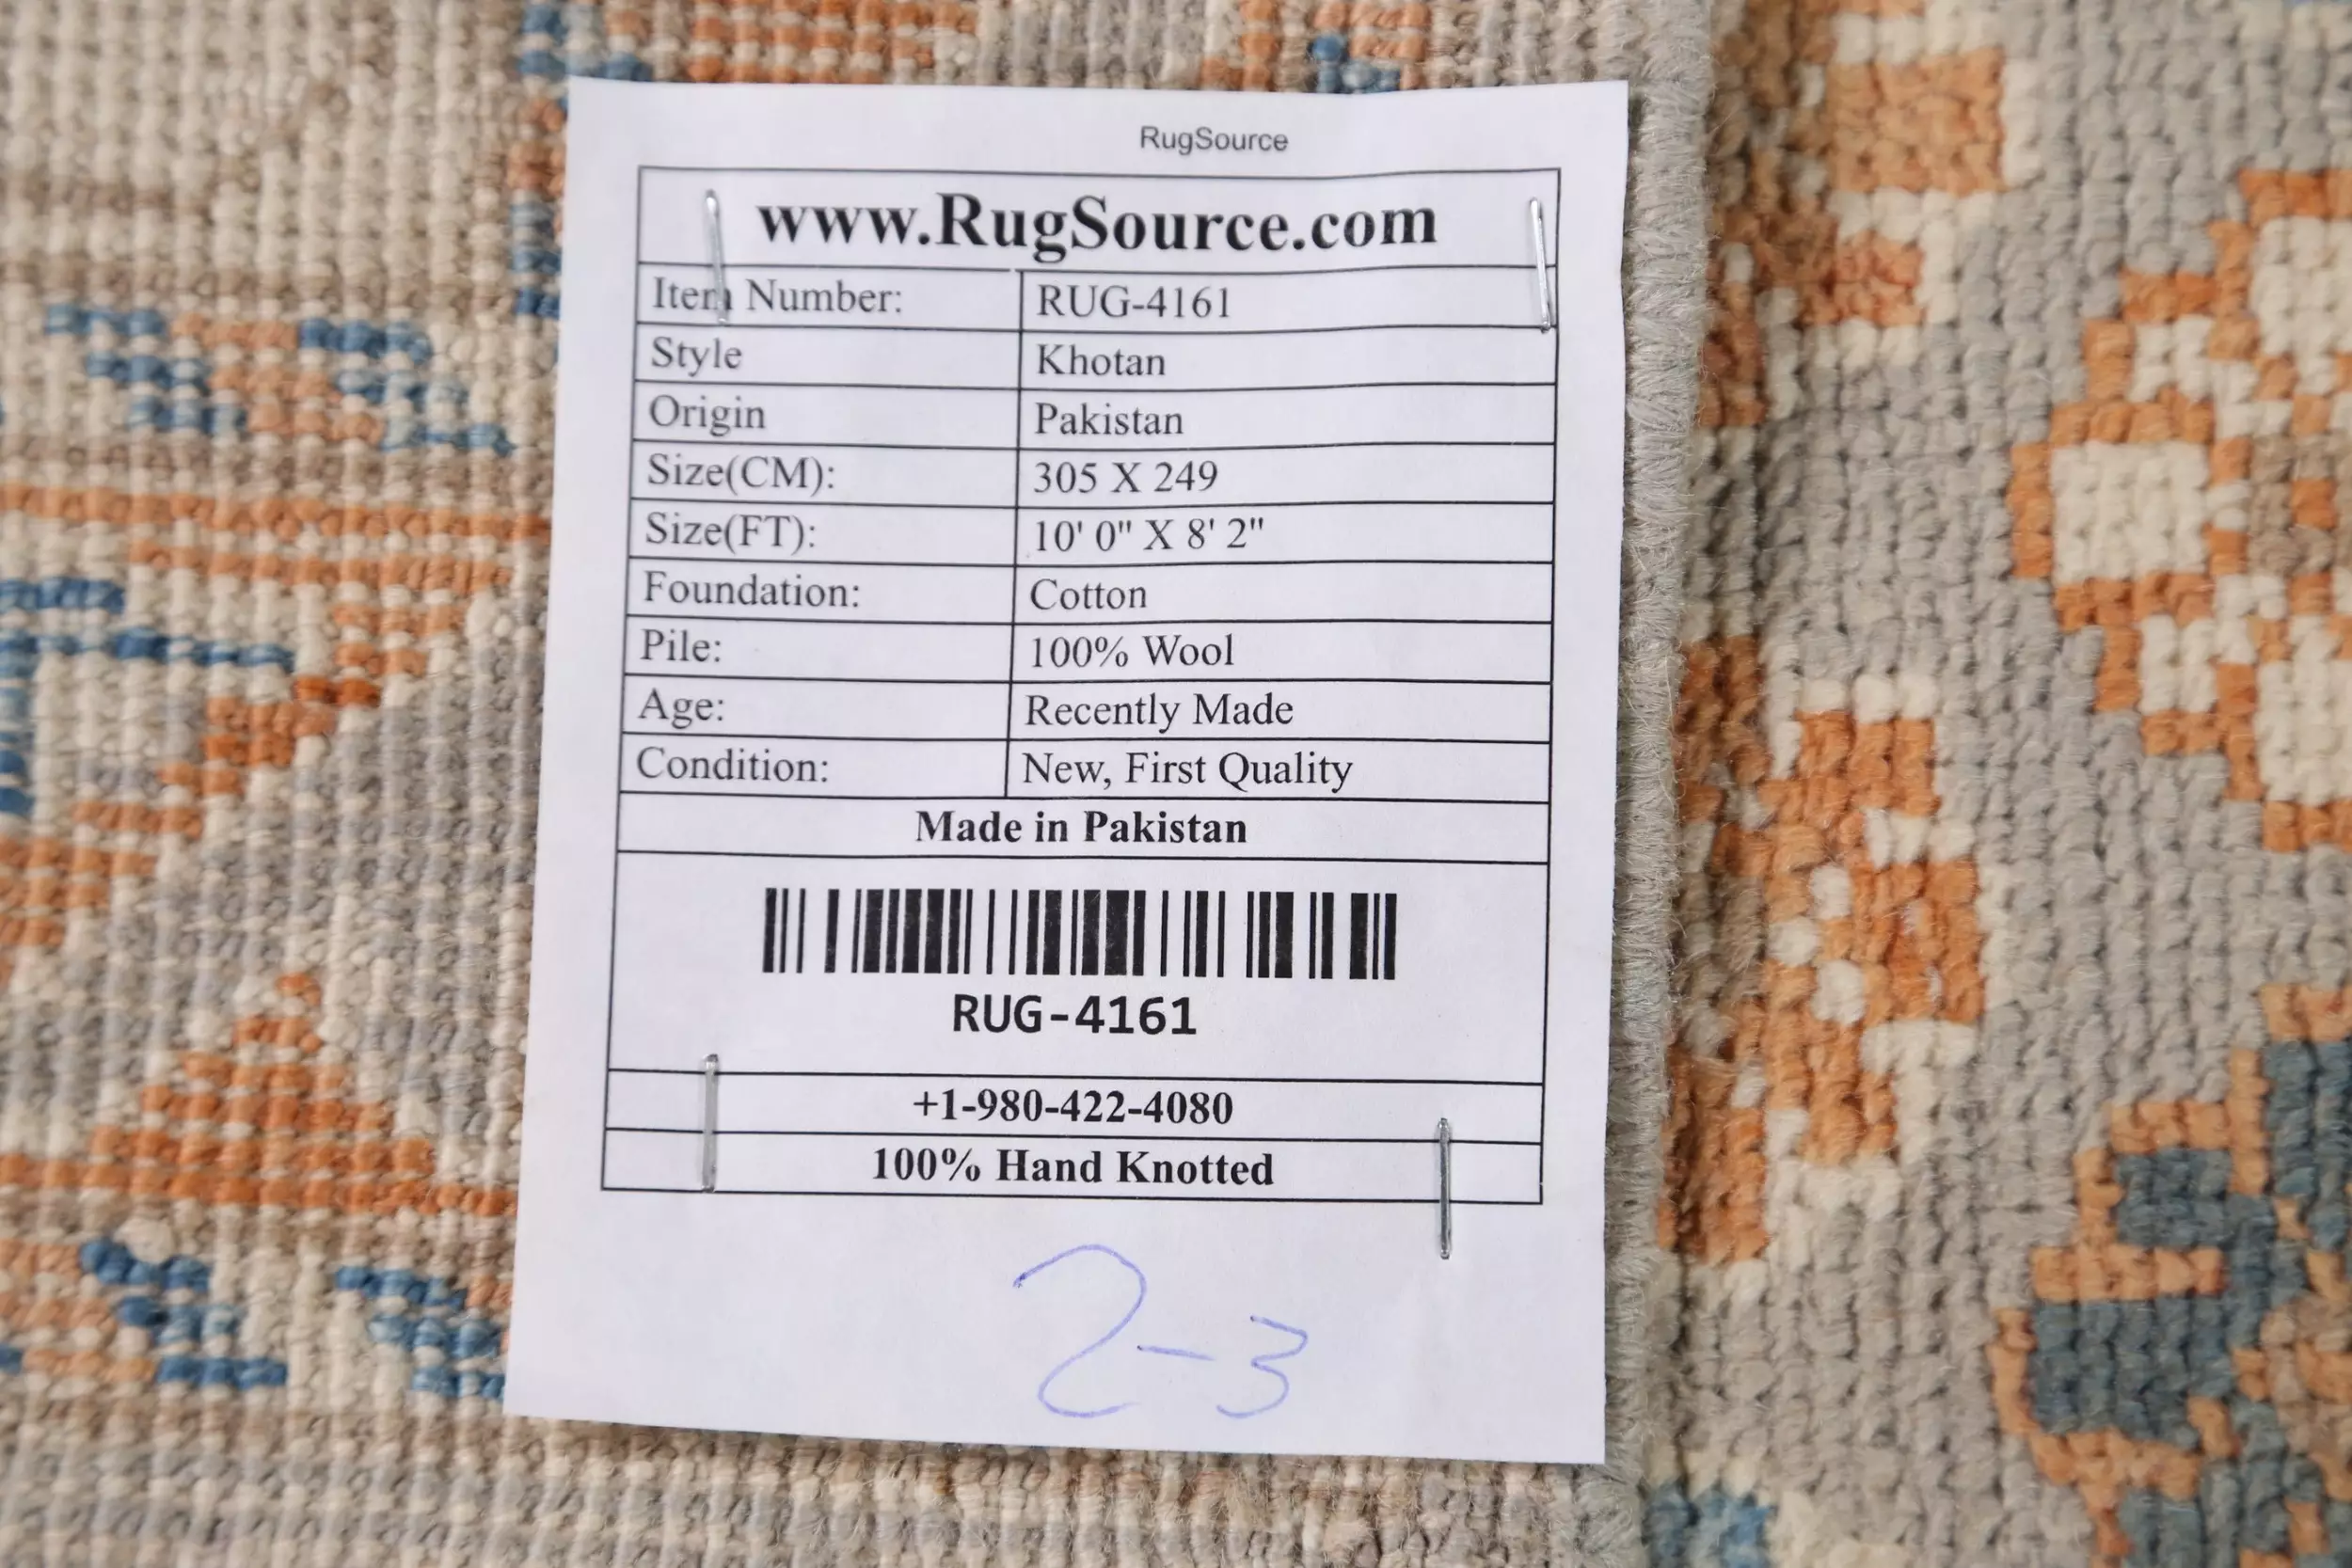 RugSource
www.RugSource.com
Item Number: RUG-4161
Style Khotan
Origin Pakistan
Size(CM): 305 X 249
Size(FT): 10' 0" X 8' 2"
Foundation: Cotton
Pile: 100% Wool
Age: Recently Made
Condition: New, First Quality
Made in Pakistan
RUG-4161
+1-980-422-4080
100% Hand Knotted
2-3